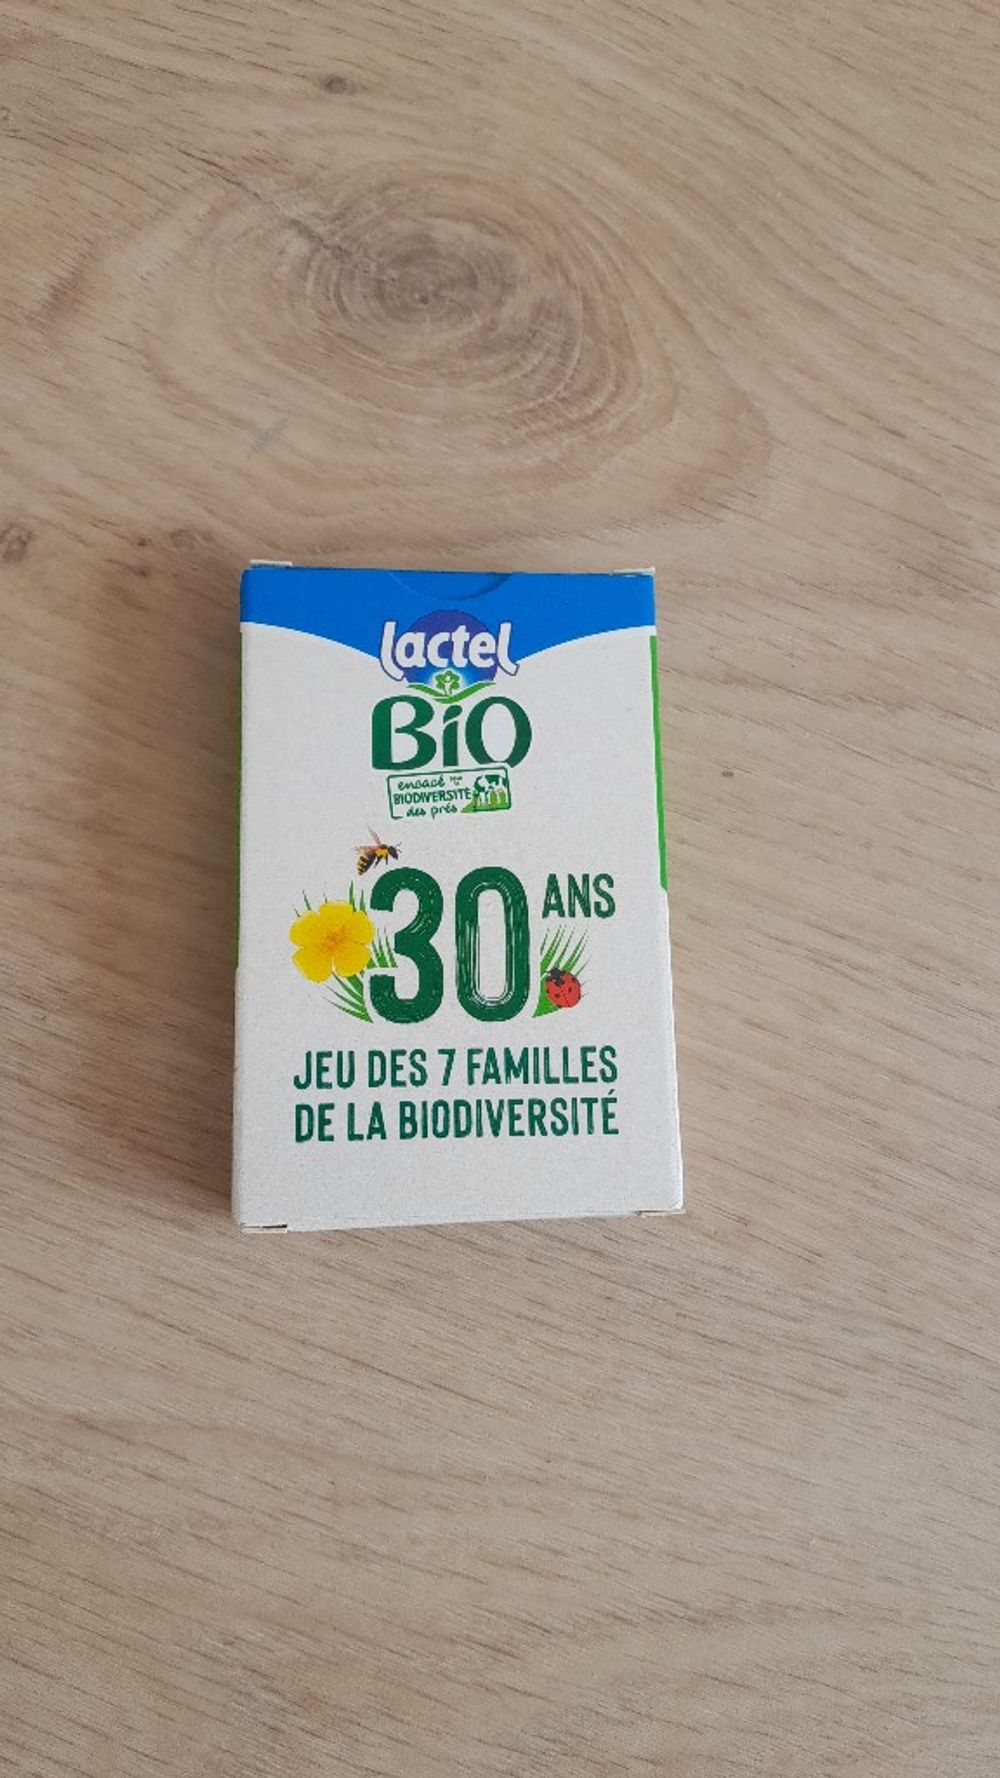 lactel
BiO
engagé pour la
BIODIVERSITÉ
des prés
30 ANS
JEU DES 7 FAMILLES
DE LA BIODIVERSITÉ